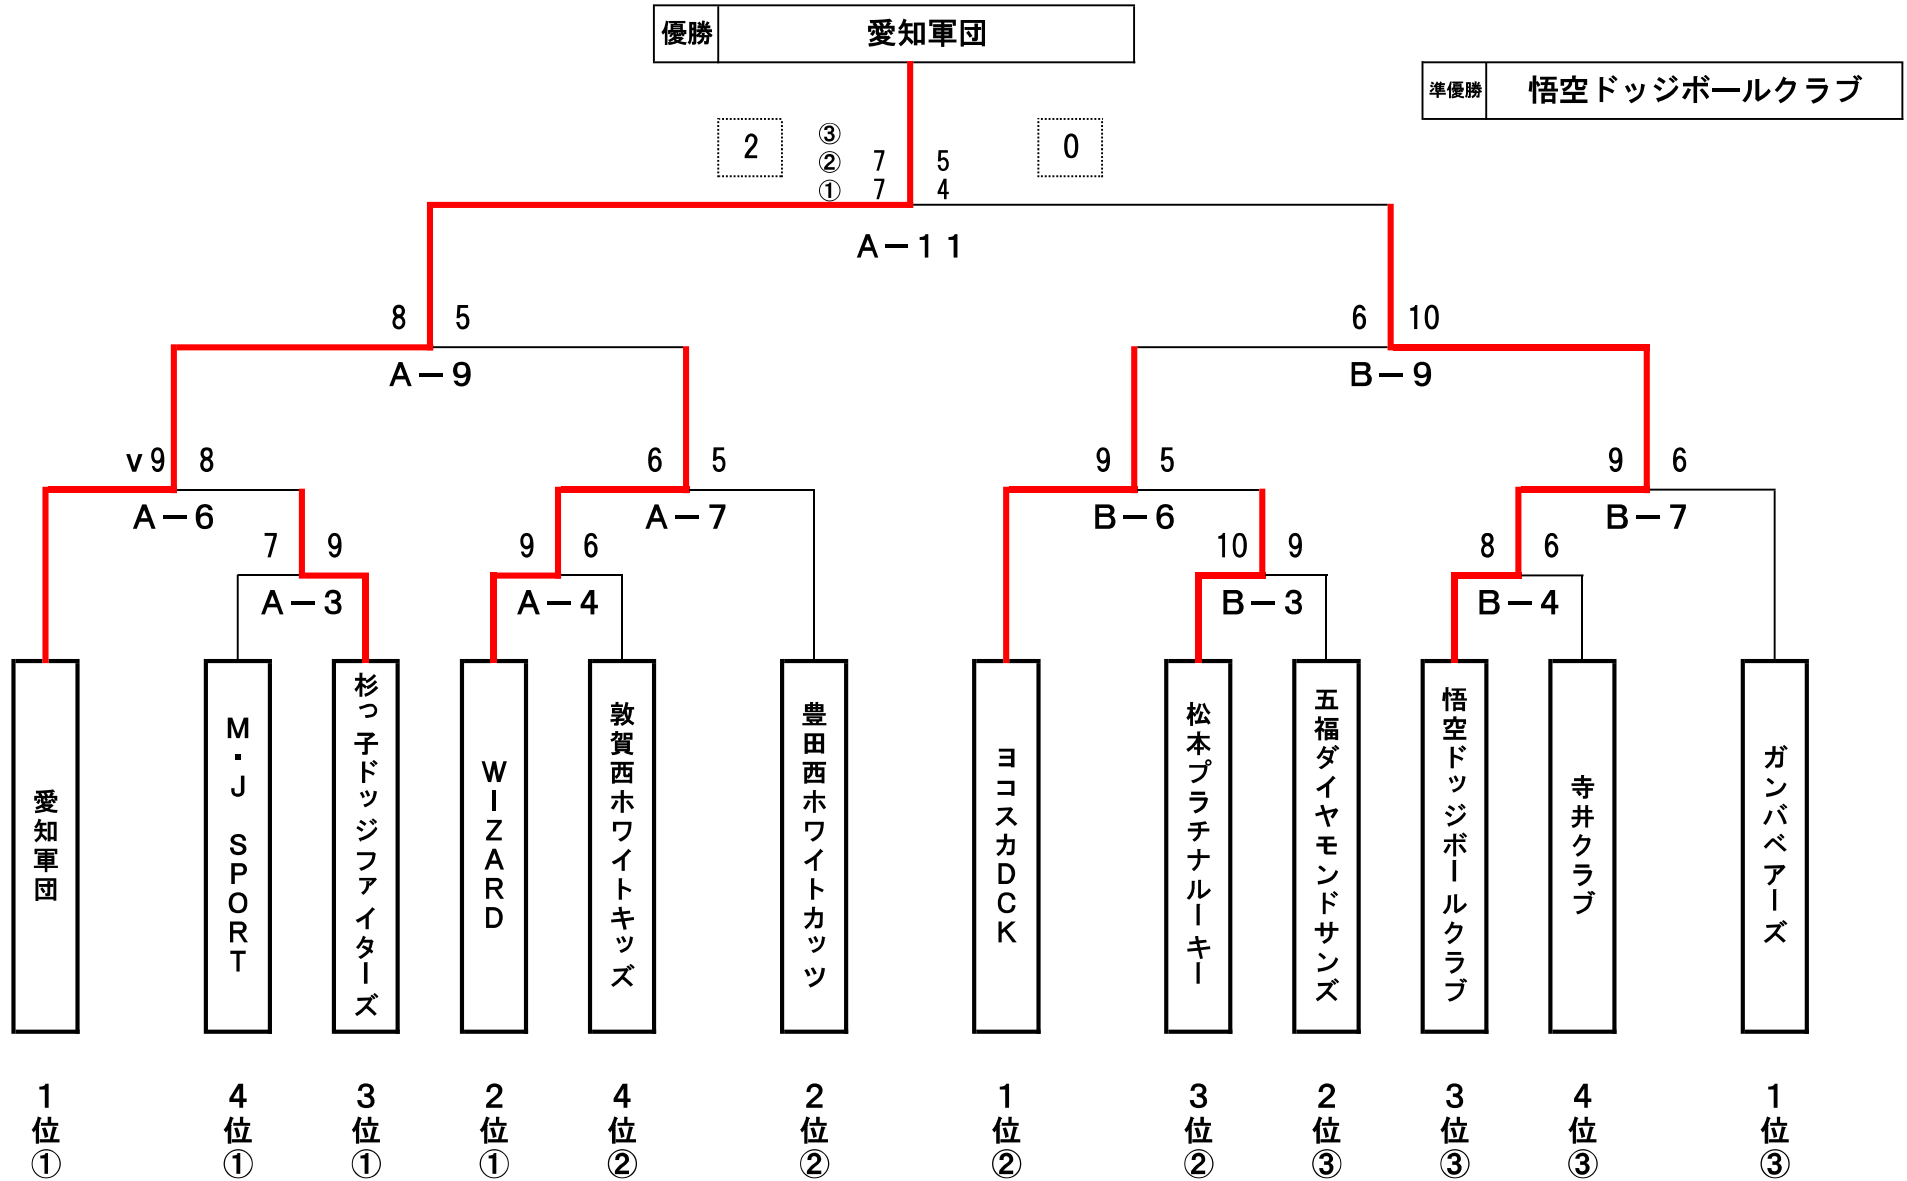 優勝 愛知軍団
準優勝 悟空ドッジボールクラブ
2 ③ 0
② 7 5
① 7 4
A－11
8 5 6 10
A－9 B－9
v 9 8 6 5 9 5 9 6
A－6 A－7 B－6 B－7
7 9 9 6 10 9 8 6
A－3 A－4 B－3 B－4
愛知軍団
M・J SPORT
杉っ子ドッジファイターズ
WIZARD
敦賀西ホワイトキッズ
豊田西ホワイトカッツ
ヨコスカDCK
松本プラチナルーキー
五福ダイヤモンドサンズ
悟空ドッジボールクラブ
寺井クラブ
ガンバベアーズ
1位① 4位① 3位① 2位① 4位② 2位② 1位② 3位② 2位③ 3位③ 4位③ 1位③